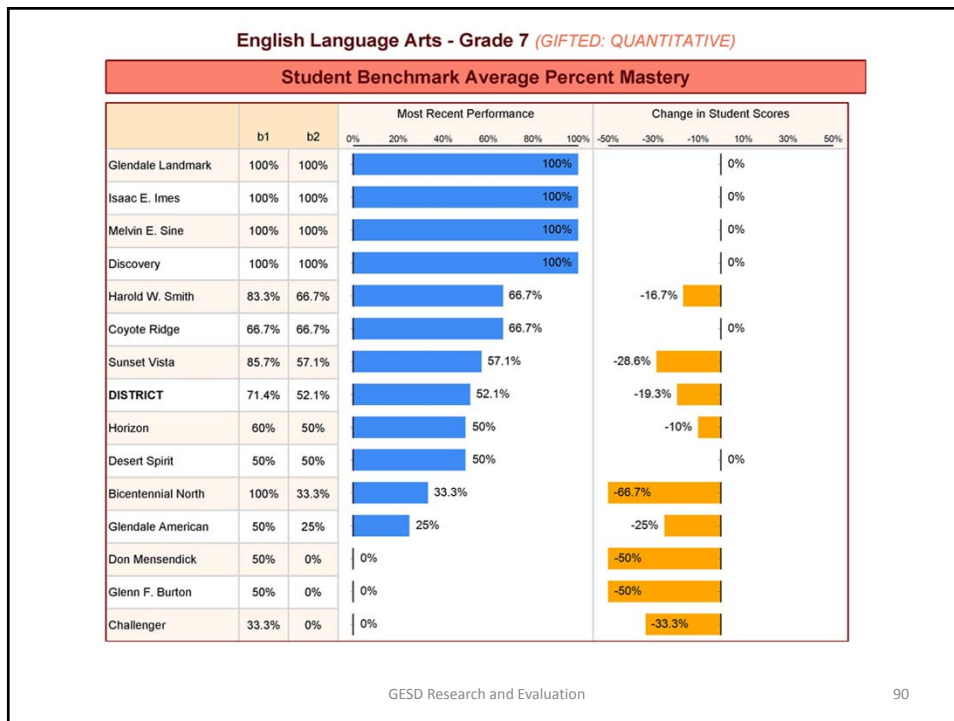 English Language Arts - Grade 7 (GIFTED: QUANTITATIVE)
Student Benchmark Average Percent Mastery
Most Recent Performance Change in Student Scores
b1 b2 0% 20% 40% 60% 80% 100% -50% -30% -10% 10% 30% 50%
Glendale Landmark 100% 100% 100% 0%
Isaac E. Imes 100% 100% 100% 0%
Melvin E. Sine 100% 100% 100% 0%
Discovery 100% 100% 100% 0%
Harold W. Smith 83.3% 66.7% 66.7% -16.7%
Coyote Ridge 66.7% 66.7% 66.7% 0%
Sunset Vista 85.7% 57.1% 57.1% -28.6%
DISTRICT 71.4% 52.1% 52.1% -19.3%
Horizon 60% 50% 50% -10%
Desert Spirit 50% 50% 50% 0%
Bicentennial North 100% 33.3% 33.3% -66.7%
Glendale American 50% 25% 25% -25%
Don Mensendick 50% 0% 0% -50%
Glenn F. Burton 50% 0% 0% -50%
Challenger 33.3% 0% 0% -33.3%
GESD Research and Evaluation 90